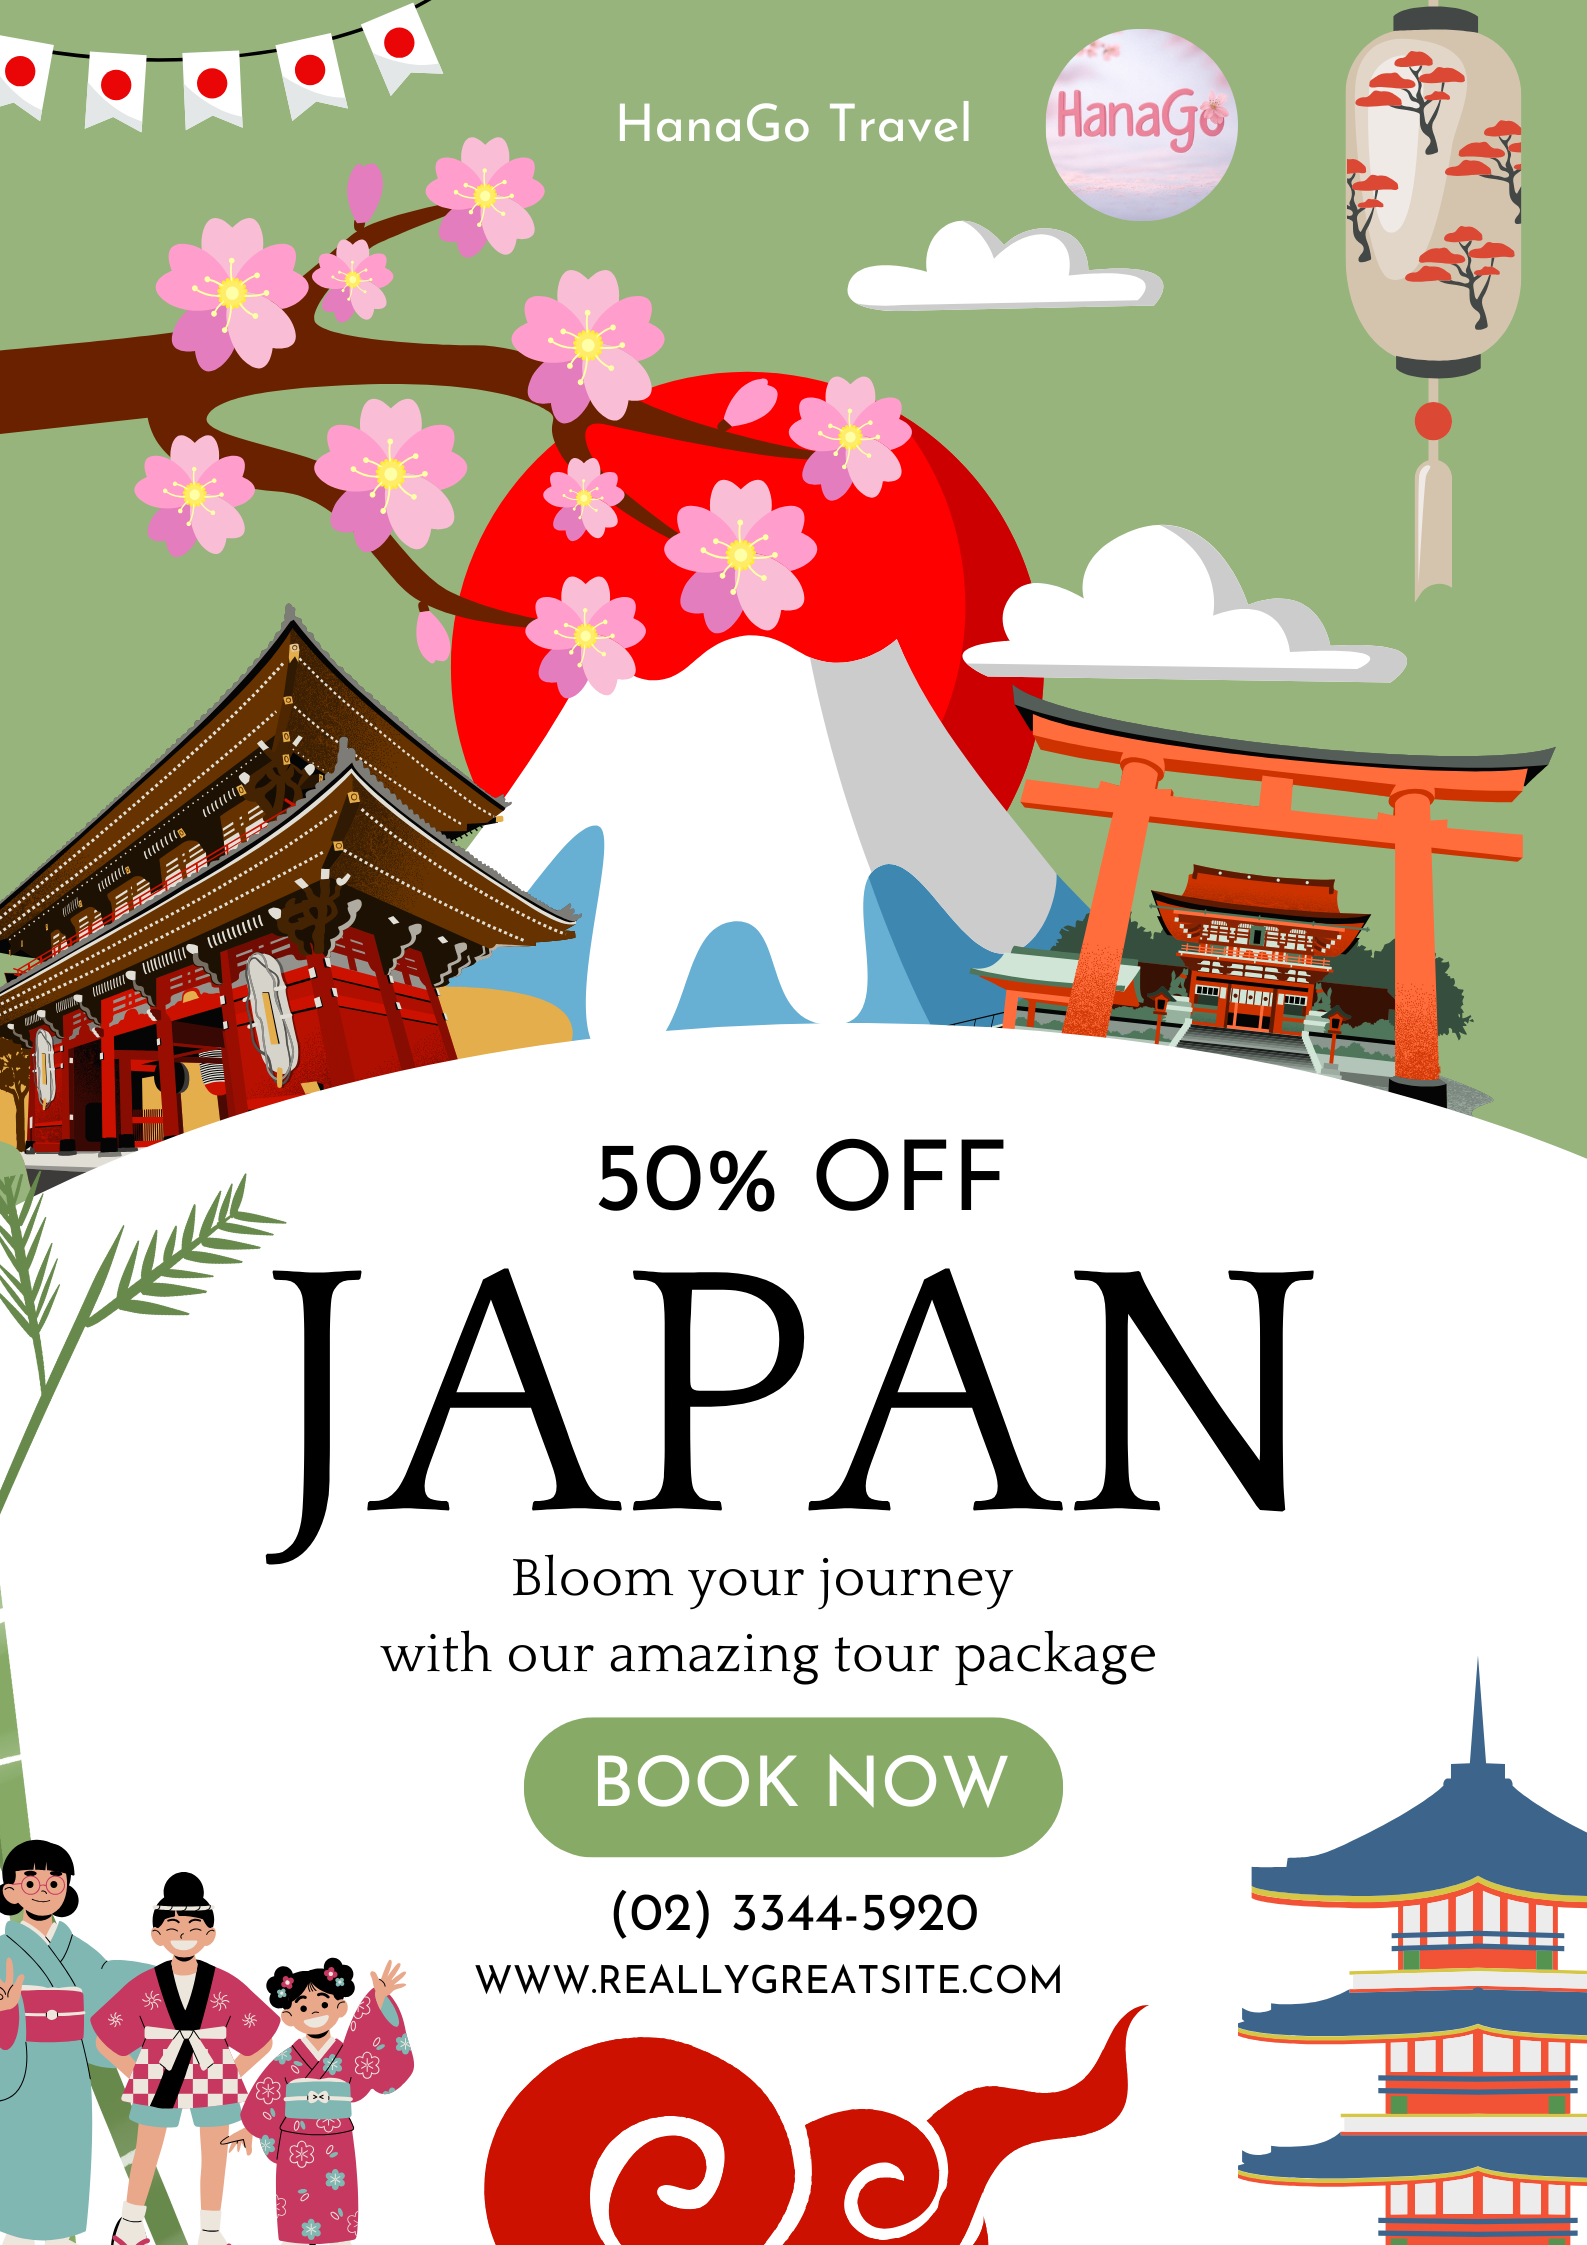 HanaGo Travel
HanaGo
50% OFF
JAPAN
Bloom your journey
with our amazing tour package
BOOK NOW
(02) 3344-5920
WWW.REALLYGREATSITE.COM